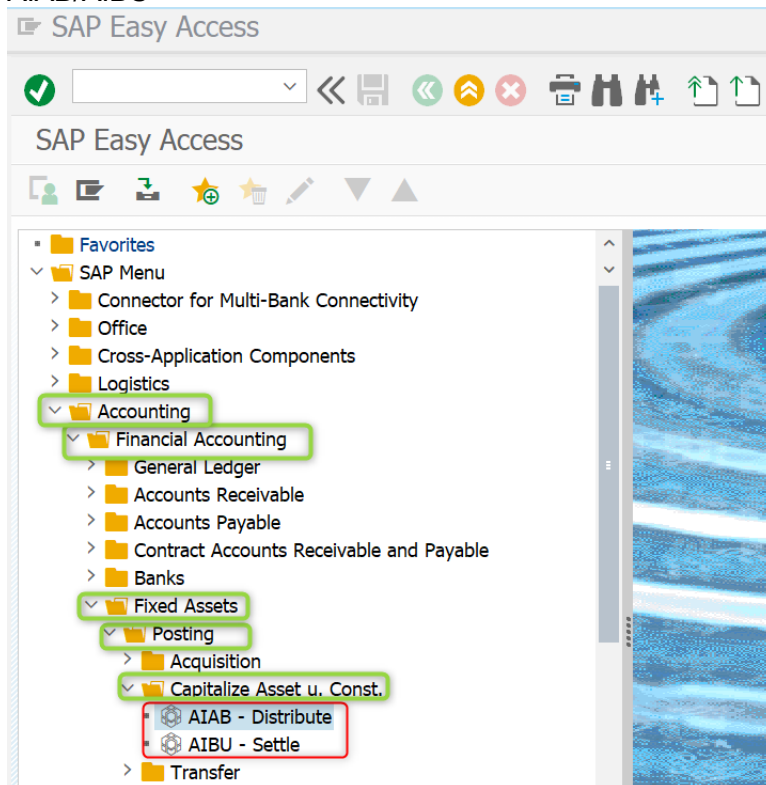 AIAB/AIBU
SAP Easy Access
SAP Easy Access
Favorites
SAP Menu
Connector for Multi-Bank Connectivity
Office
Cross-Application Components
Logistics
Accounting
Financial Accounting
General Ledger
Accounts Receivable
Accounts Payable
Contract Accounts Receivable and Payable
Banks
Fixed Assets
Posting
Acquisition
Capitalize Asset u. Const.
AIAB - Distribute
AIBU - Settle
Transfer